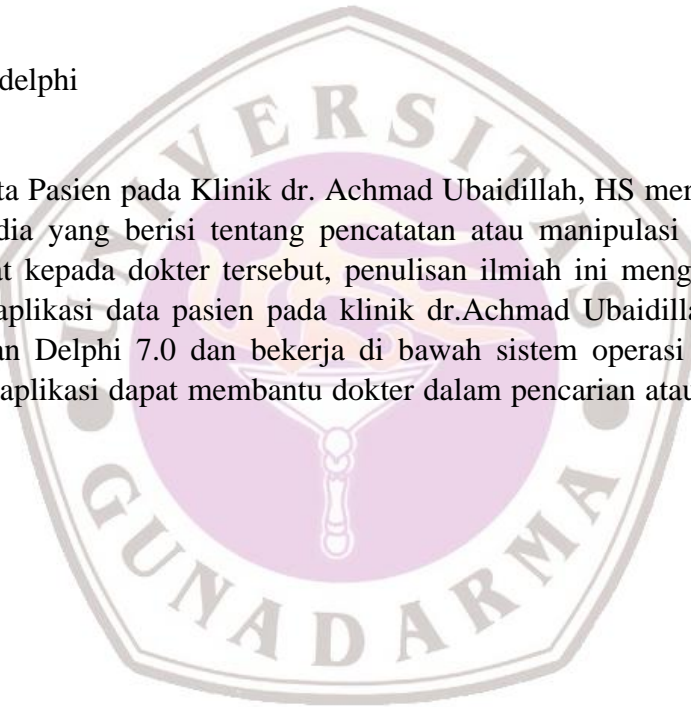 delphi
ta Pasien pada Klinik dr. Achmad Ubaidillah, HS mer
dia yang berisi tentang pencatatan atau manipulasi
at kepada dokter tersebut, penulisan ilmiah ini meng
aplikasi data pasien pada klinik dr.Achmad Ubaidilla
an Delphi 7.0 dan bekerja di bawah sistem operasi
aplikasi dapat membantu dokter dalam pencarian atau
UNIVERSITAS
GUNADARMA